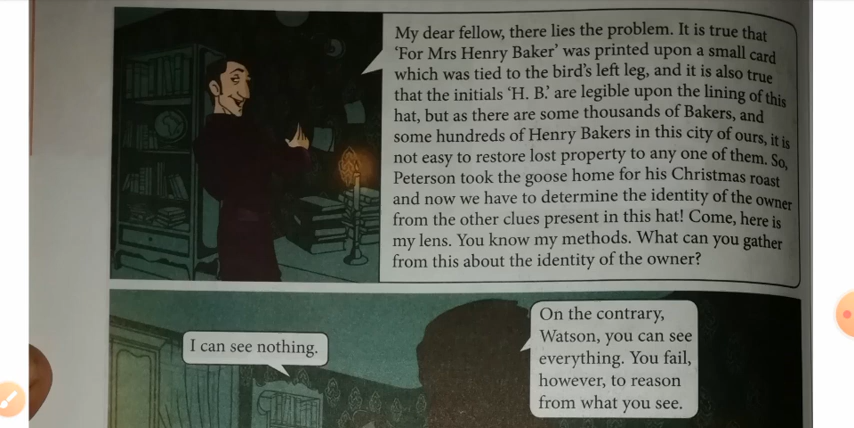 My dear fellow, there lies the problem. It is true that
‘For Mrs Henry Baker’ was printed upon a small card
which was tied to the bird’s left leg, and it is also true
that the initials ‘H. B.’ are legible upon the lining of this
hat, but as there are some thousands of Bakers, and
some hundreds of Henry Bakers in this city of ours, it is
not easy to restore lost property to any one of them. So,
Peterson took the goose home for his Christmas roast
and now we have to determine the identity of the owner
from the other clues present in this hat! Come, here is
my lens. You know my methods. What can you gather
from this about the identity of the owner?
I can see nothing.
On the contrary,
Watson, you can see
everything. You fail,
however, to reason
from what you see.